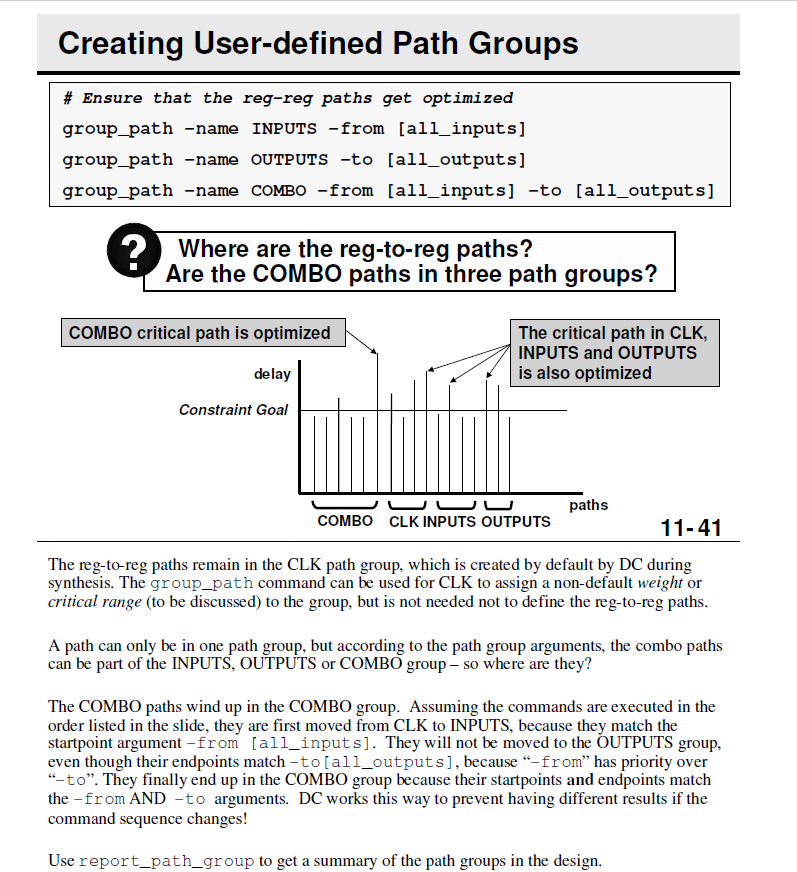 Creating User-defined Path Groups
# Ensure that the reg-reg paths get optimized
group_path -name INPUTS -from [all_inputs]
group_path -name OUTPUTS -to [all_outputs]
group_path -name COMBO -from [all_inputs] -to [all_outputs]
?
Where are the reg-to-reg paths?
Are the COMBO paths in three path groups?
COMBO critical path is optimized
The critical path in CLK,
INPUTS and OUTPUTS
is also optimized
delay
Constraint Goal
paths
COMBO CLK INPUTS OUTPUTS
11- 41
The reg-to-reg paths remain in the CLK path group, which is created by default by DC during
synthesis. The group_path command can be used for CLK to assign a non-default weight or
critical range (to be discussed) to the group, but is not needed not to define the reg-to-reg paths.
A path can only be in one path group, but according to the path group arguments, the combo paths
can be part of the INPUTS, OUTPUTS or COMBO group – so where are they?
The COMBO paths wind up in the COMBO group. Assuming the commands are executed in the
order listed in the slide, they are first moved from CLK to INPUTS, because they match the
startpoint argument -from [all_inputs]. They will not be moved to the OUTPUTS group,
even though their endpoints match -to[all_outputs], because “-from” has priority over
“-to”. They finally end up in the COMBO group because their startpoints and endpoints match
the -from AND -to arguments. DC works this way to prevent having different results if the
command sequence changes!
Use report_path_group to get a summary of the path groups in the design.